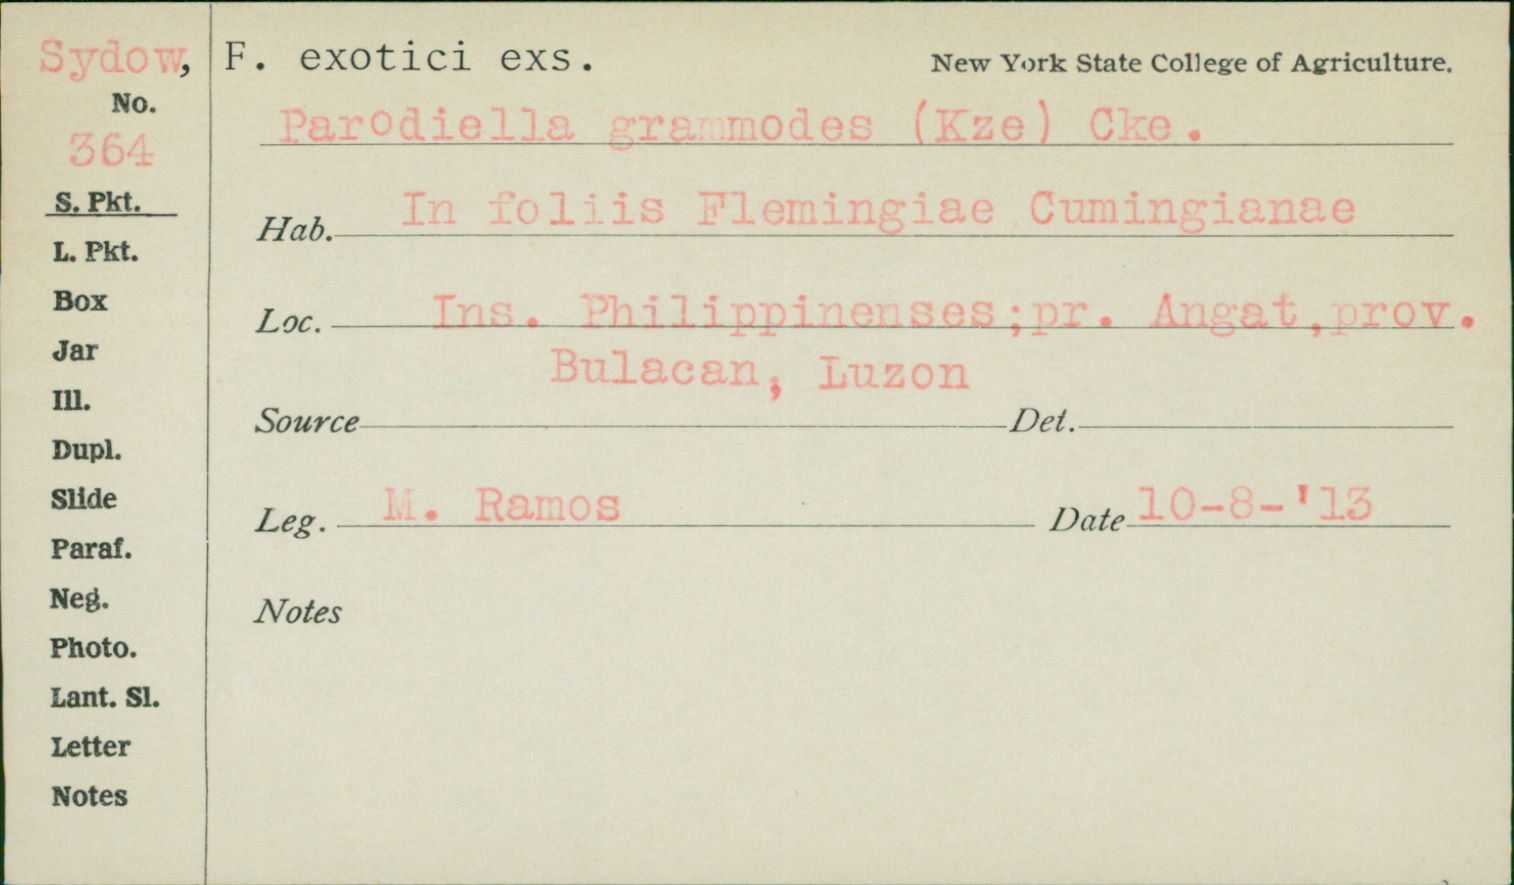 Sydow, F. exotici exs.
New York State College of Agriculture.
No.
364
Parodiella grammodes (Kze) Cke.
Hab. In foliis Flemingiae Cumingianae
Loc. Ins. Philippinenses;pr. Angat,prov.
Bulacan, Luzon
Source Det.
Leg. M. Ramos Date 10-8-'13
Notes
S. Pkt.
L. Pkt.
Box
Jar
Ill.
Dupl.
Slide
Paraf.
Neg.
Photo.
Lant. Sl.
Letter
Notes